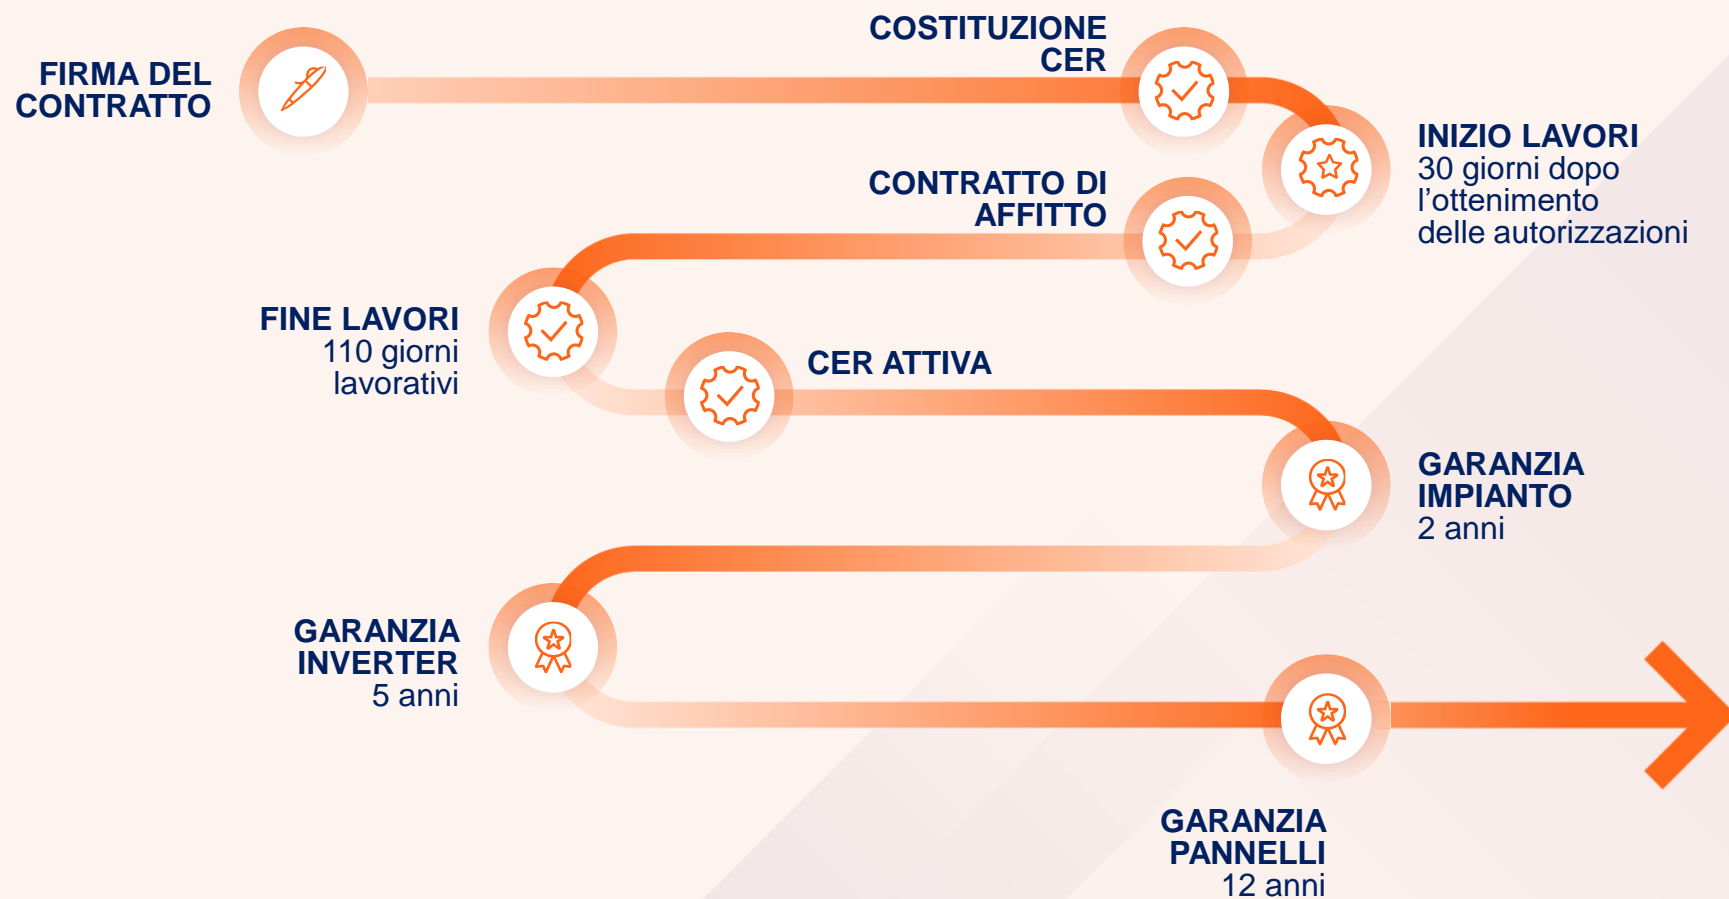 FIRMA DEL
CONTRATTO
COSTITUZIONE
CER
INIZIO LAVORI
30 giorni dopo
l’ottenimento
delle autorizzazioni
CONTRATTO DI
AFFITTO
FINE LAVORI
110 giorni
lavorativi
CER ATTIVA
GARANZIA
IMPIANTO
2 anni
GARANZIA
INVERTER
5 anni
GARANZIA
PANNELLI
12 anni